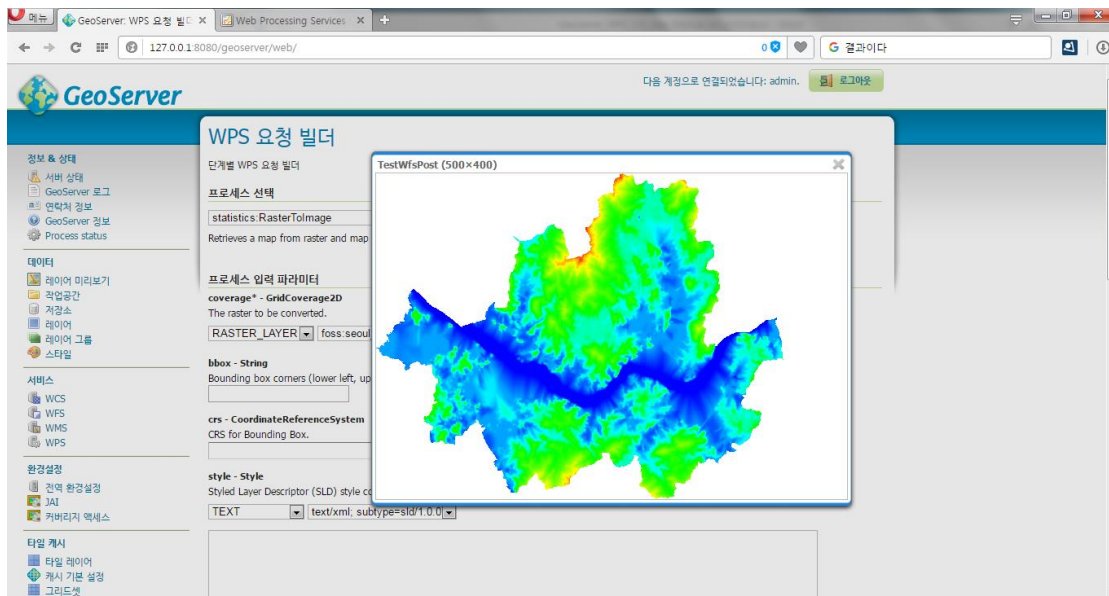 메뉴
GeoServer: WPS 요청 빌드
Web Processing Services
127.0.0.1:8080/geoserver/web/
0
결과이다
GeoServer
다음 계정으로 연결되었습니다: admin.
로그아웃
WPS 요청 빌더
단계별 WPS 요청 빌더
프로세스 선택
statistics:RasterToImage
Retrieves a map from raster and map
프로세스 입력 파라미터
coverage* - GridCoverage2D
The raster to be converted.
RASTER_LAYER
foss:seoul
bbox - String
Bounding box corners (lower left, up
crs - CoordinateReferenceSystem
CRS for Bounding Box.
style - Style
Styled Layer Descriptor (SLD) style co
TEXT
text/xml; subtype=sld/1.0.0
TestWfsPost (500×400)
정보 & 상태
서버 상태
GeoServer 로그
연락처 정보
GeoServer 정보
Process status
데이터
레이어 미리보기
작업공간
저장소
레이어
레이어 그룹
스타일
서비스
WCS
WFS
WMS
WPS
환경설정
전역 환경설정
JAI
커버리지 액세스
타일 캐시
타일 레이어
캐시 기본 설정
그리드셋